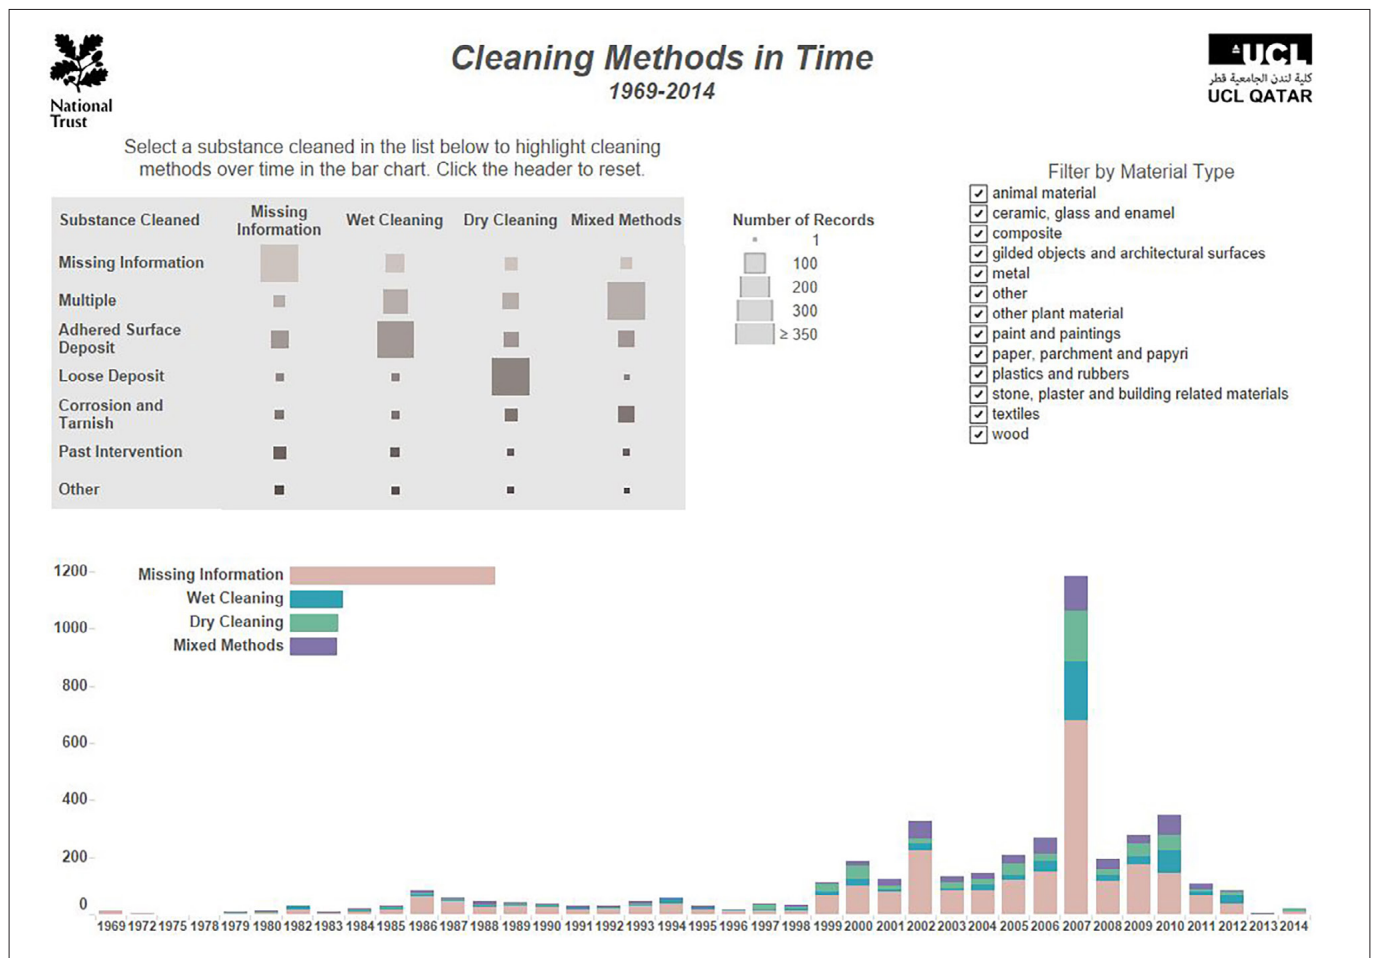 National
Trust
Cleaning Methods in Time
1969-2014
UCL
كلية لندن الجامعية قطر
UCL QATAR
Select a substance cleaned in the list below to highlight cleaning
methods over time in the bar chart. Click the header to reset.
Substance Cleaned
Missing
Information
Wet Cleaning
Dry Cleaning
Mixed Methods
Missing Information
Multiple
Adhered Surface
Deposit
Loose Deposit
Corrosion and
Tarnish
Past Intervention
Other
Number of Records
1
100
200
300
≥ 350
Filter by Material Type
animal material
ceramic, glass and enamel
composite
gilded objects and architectural surfaces
metal
other
other plant material
paint and paintings
paper, parchment and papyri
plastics and rubbers
stone, plaster and building related materials
textiles
wood
Missing Information
Wet Cleaning
Dry Cleaning
Mixed Methods
1200
1000
800
600
400
200
0
1969 1972 1975 1978 1979 1980 1982 1983 1984 1985 1986 1987 1988 1989 1990 1991 1992 1993 1994 1995 1996 1997 1998 1999 2000 2001 2002 2003 2004 2005 2006 2007 2008 2009 2010 2011 2012 2013 2014